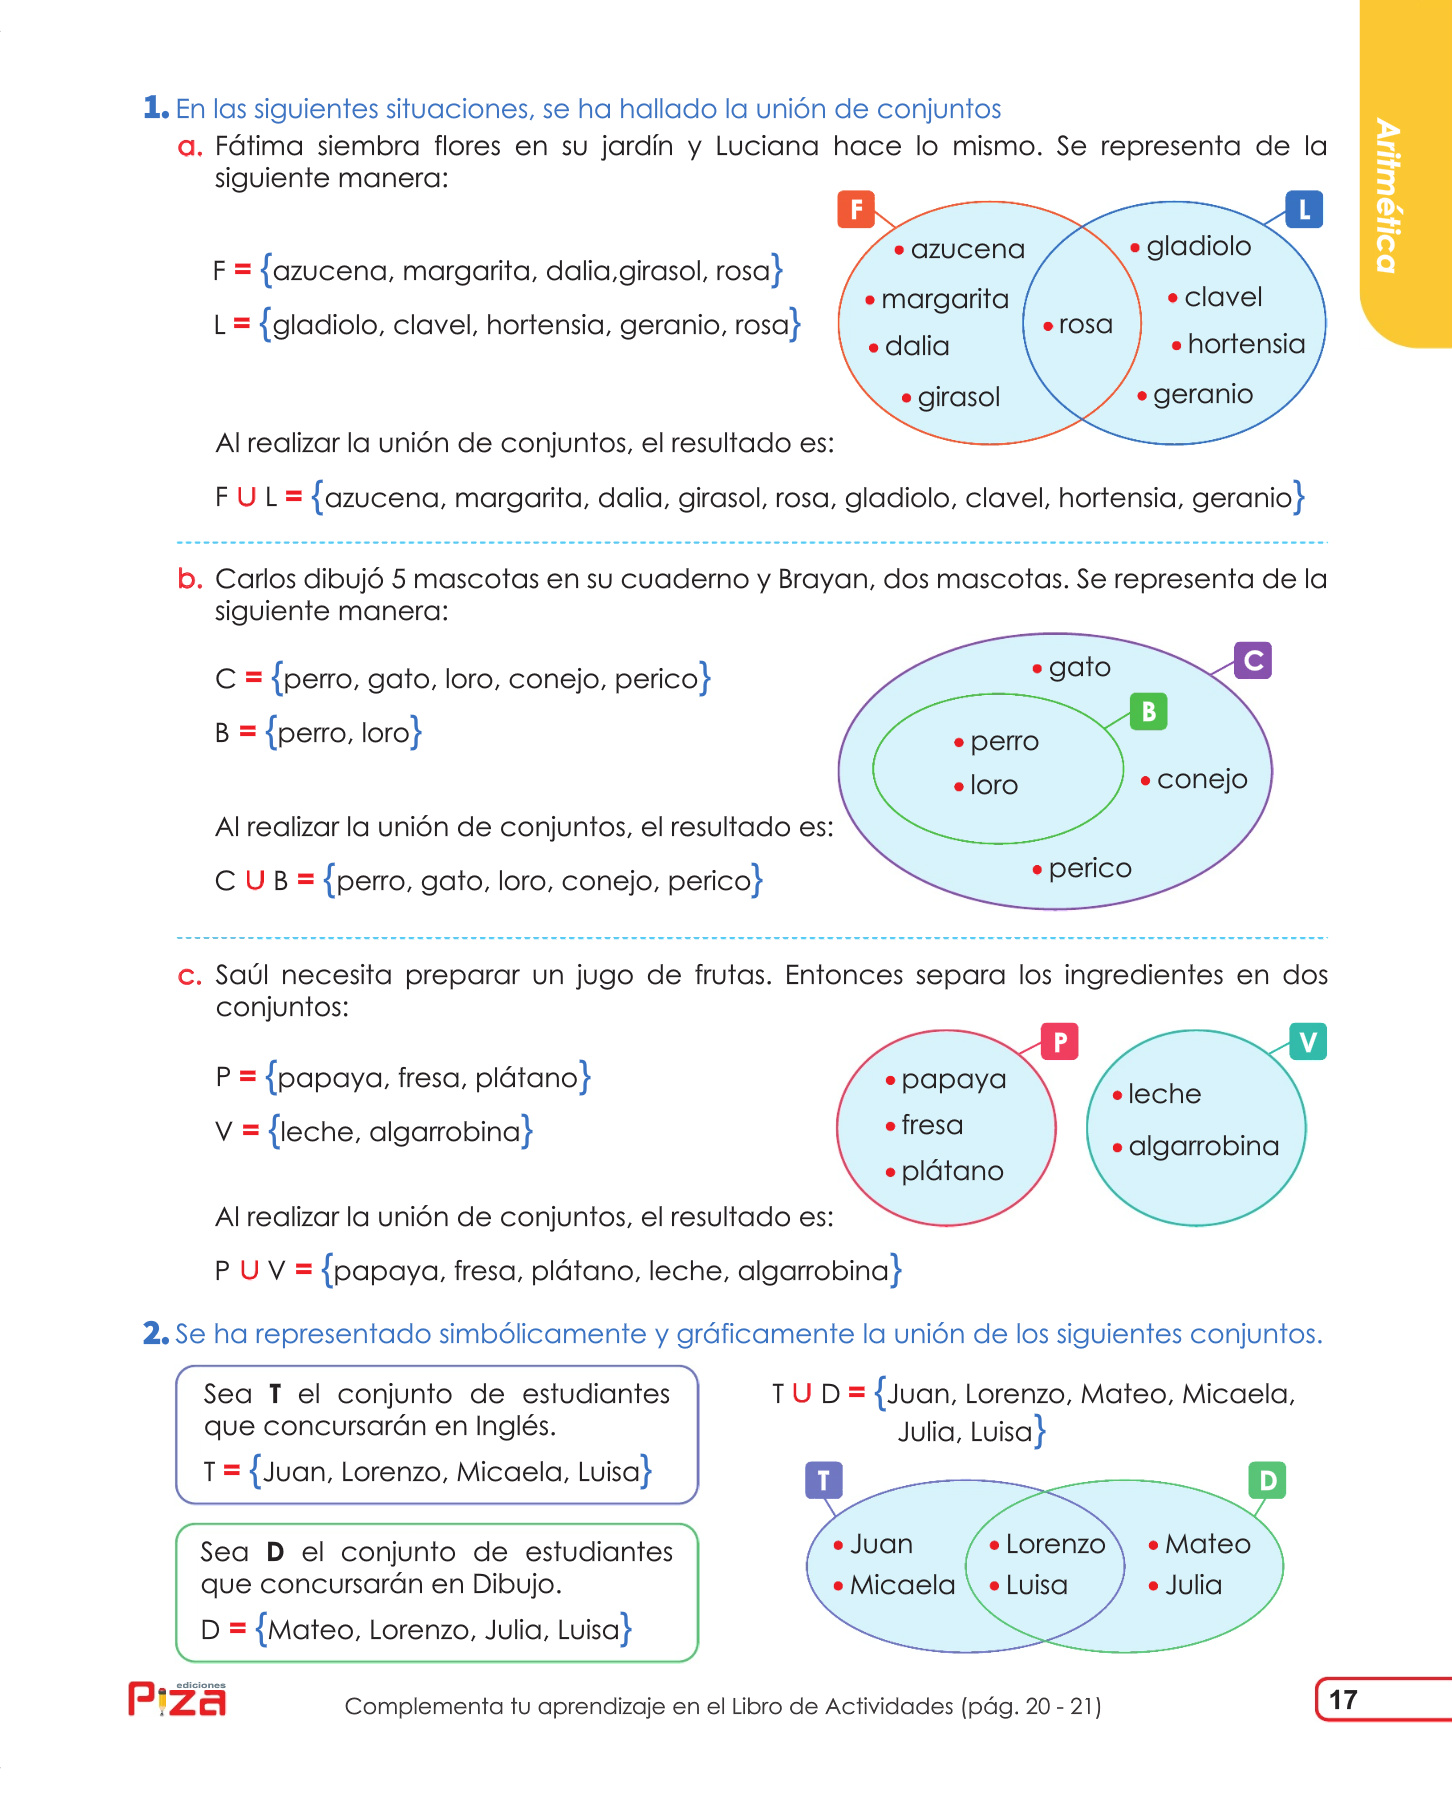 Aritmética
1. En las siguientes situaciones, se ha hallado la unión de conjuntos
a. Fátima siembra flores en su jardín y Luciana hace lo mismo. Se representa de la
siguiente manera:
F = {azucena, margarita, dalia,girasol, rosa}
L = {gladiolo, clavel, hortensia, geranio, rosa}
F
L
• azucena
• margarita
• dalia
• girasol
• rosa
• gladiolo
• clavel
• hortensia
• geranio
Al realizar la unión de conjuntos, el resultado es:
F U L = {azucena, margarita, dalia, girasol, rosa, gladiolo, clavel, hortensia, geranio}
b. Carlos dibujó 5 mascotas en su cuaderno y Brayan, dos mascotas. Se representa de la
siguiente manera:
C = {perro, gato, loro, conejo, perico}
B = {perro, loro}
C
B
• gato
• perro
• loro
• conejo
• perico
Al realizar la unión de conjuntos, el resultado es:
C U B = {perro, gato, loro, conejo, perico}
c. Saúl necesita preparar un jugo de frutas. Entonces separa los ingredientes en dos
conjuntos:
P = {papaya, fresa, plátano}
V = {leche, algarrobina}
P
• papaya
• fresa
• plátano
V
• leche
• algarrobina
Al realizar la unión de conjuntos, el resultado es:
P U V = {papaya, fresa, plátano, leche, algarrobina}
2. Se ha representado simbólicamente y gráficamente la unión de los siguientes conjuntos.
Sea T el conjunto de estudiantes
que concursarán en Inglés.
T = {Juan, Lorenzo, Micaela, Luisa}
Sea D el conjunto de estudiantes
que concursarán en Dibujo.
D = {Mateo, Lorenzo, Julia, Luisa}
T U D = {Juan, Lorenzo, Mateo, Micaela,
Julia, Luisa}
T
D
• Juan • Lorenzo • Mateo
• Micaela • Luisa • Julia
ediciones
Piza
Complementa tu aprendizaje en el Libro de Actividades (pág. 20 - 21)
17